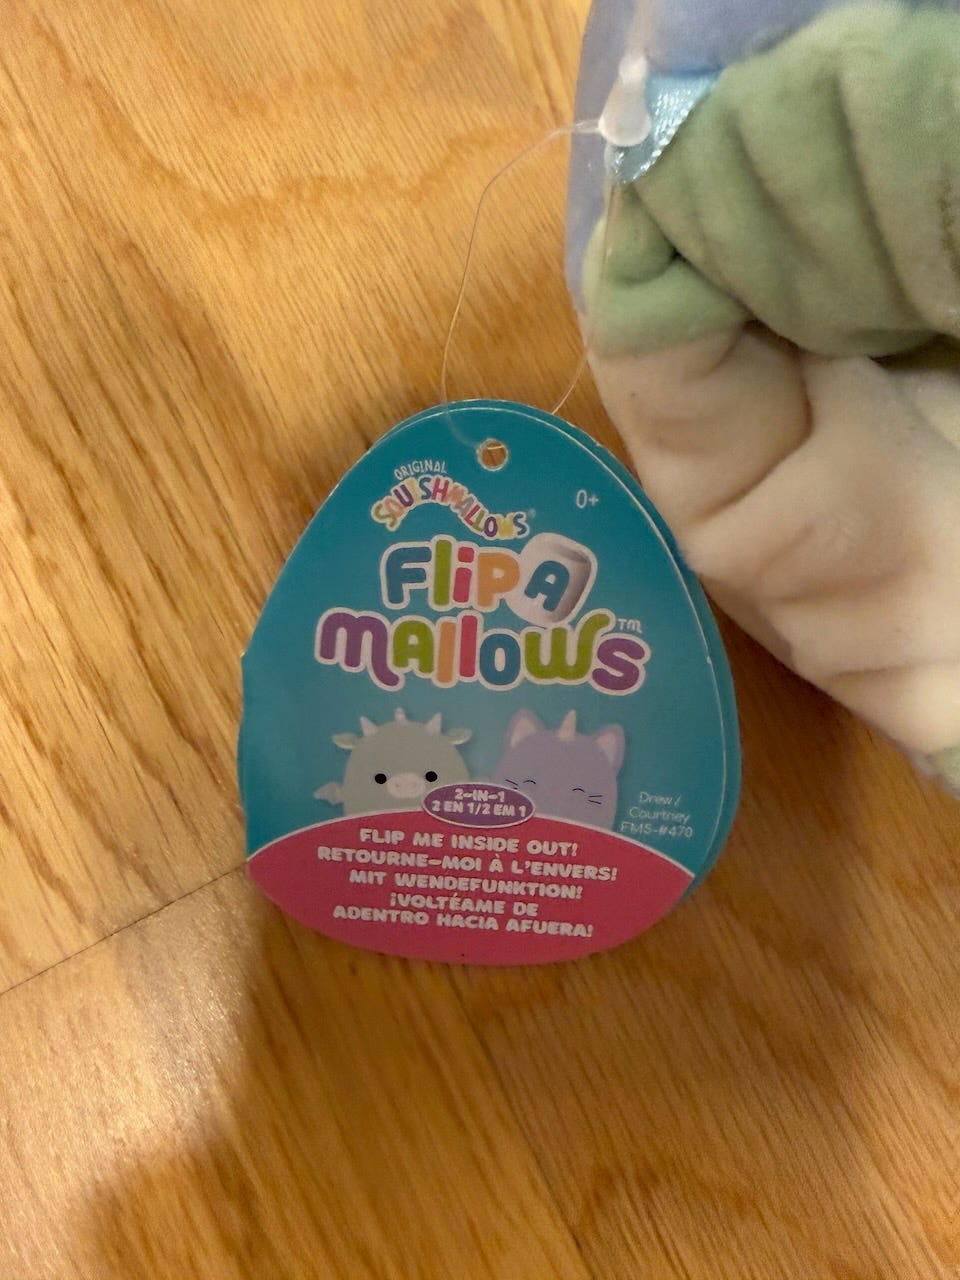 ORIGINAL
SQUISHMALLOWS®
0+
FLIP A
MALLOWS™
2-IN-1
2 EN 1/2 EM 1
Drew/
Courtney
FMS-#470
FLIP ME INSIDE OUT!
RETOURNE-MOI À L'ENVERS!
MIT WENDEFUNKTION!
¡VOLTÉAME DE
ADENTRO HACIA AFUERA!